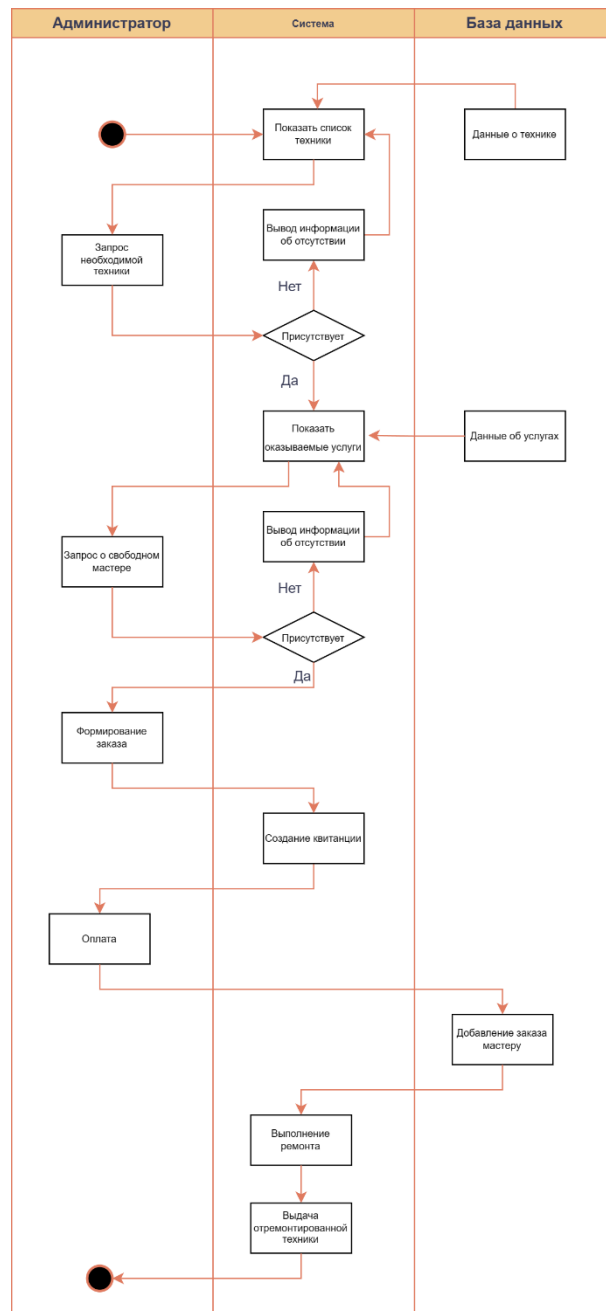 Администратор
Система
База данных
Показать список
техники
Данные о технике
Запрос
необходимой
техники
Вывод информации
об отсутствии
Нет
Присутствует
Да
Показать
оказываемые услуги
Данные об услугах
Вывод информации
об отсутствии
Запрос о свободном
мастере
Нет
Присутствует
Да
Формирование
заказа
Создание квитанции
Оплата
Добавление заказа
мастеру
Выполнение
ремонта
Выдача
отремонтированной
техники